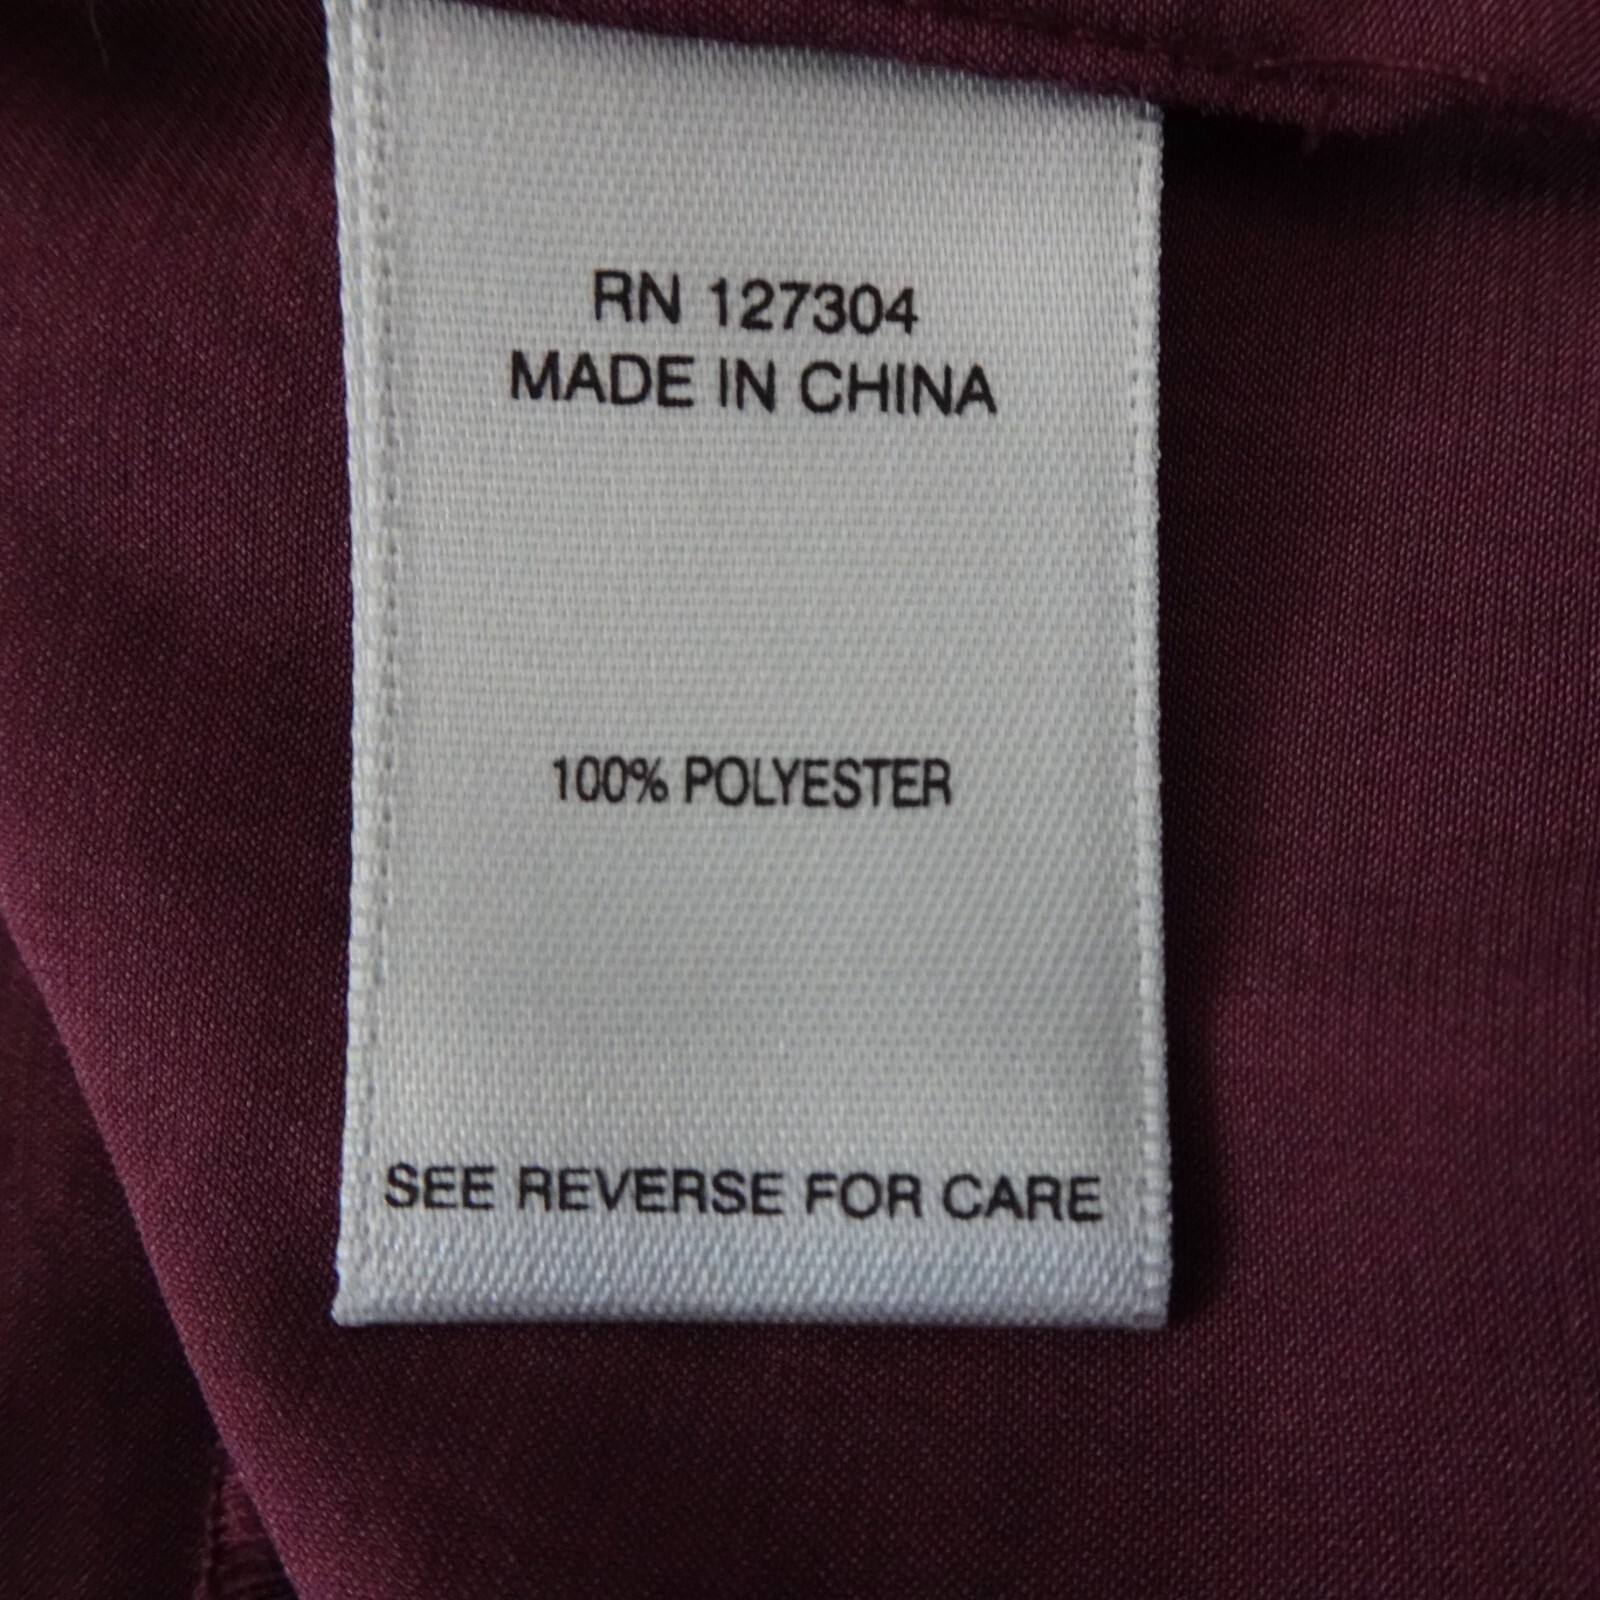 RN 127304
MADE IN CHINA
100% POLYESTER
SEE REVERSE FOR CARE